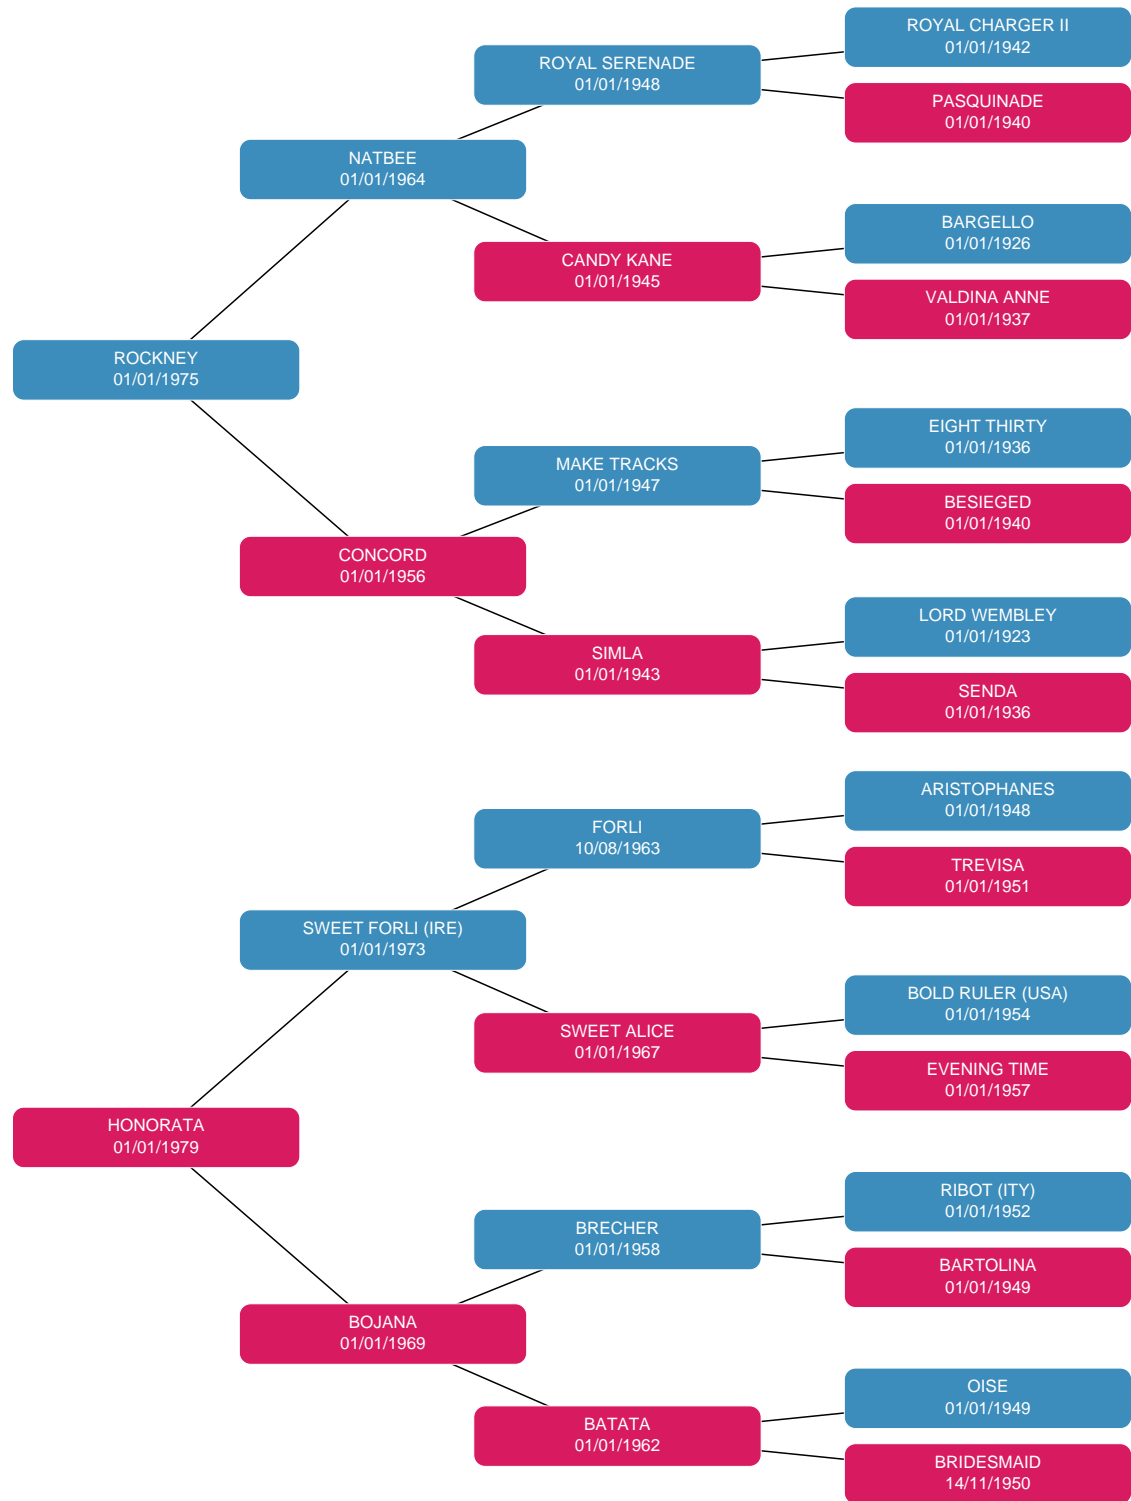 ROYAL CHARGER II
01/01/1942
ROYAL SERENADE
01/01/1948
PASQUINADE
01/01/1940
NATBEE
01/01/1964
BARGELLO
01/01/1926
CANDY KANE
01/01/1945
VALDINA ANNE
01/01/1937
ROCKNEY
01/01/1975
EIGHT THIRTY
01/01/1936
MAKE TRACKS
01/01/1947
BESIEGED
01/01/1940
CONCORD
01/01/1956
LORD WEMBLEY
01/01/1923
SIMLA
01/01/1943
SENDA
01/01/1936
ARISTOPHANES
01/01/1948
FORLI
10/08/1963
TREVISA
01/01/1951
SWEET FORLI (IRE)
01/01/1973
BOLD RULER (USA)
01/01/1954
SWEET ALICE
01/01/1967
EVENING TIME
01/01/1957
HONORATA
01/01/1979
RIBOT (ITY)
01/01/1952
BRECHER
01/01/1958
BARTOLINA
01/01/1949
BOJANA
01/01/1969
OISE
01/01/1949
BATATA
01/01/1962
BRIDESMAID
14/11/1950